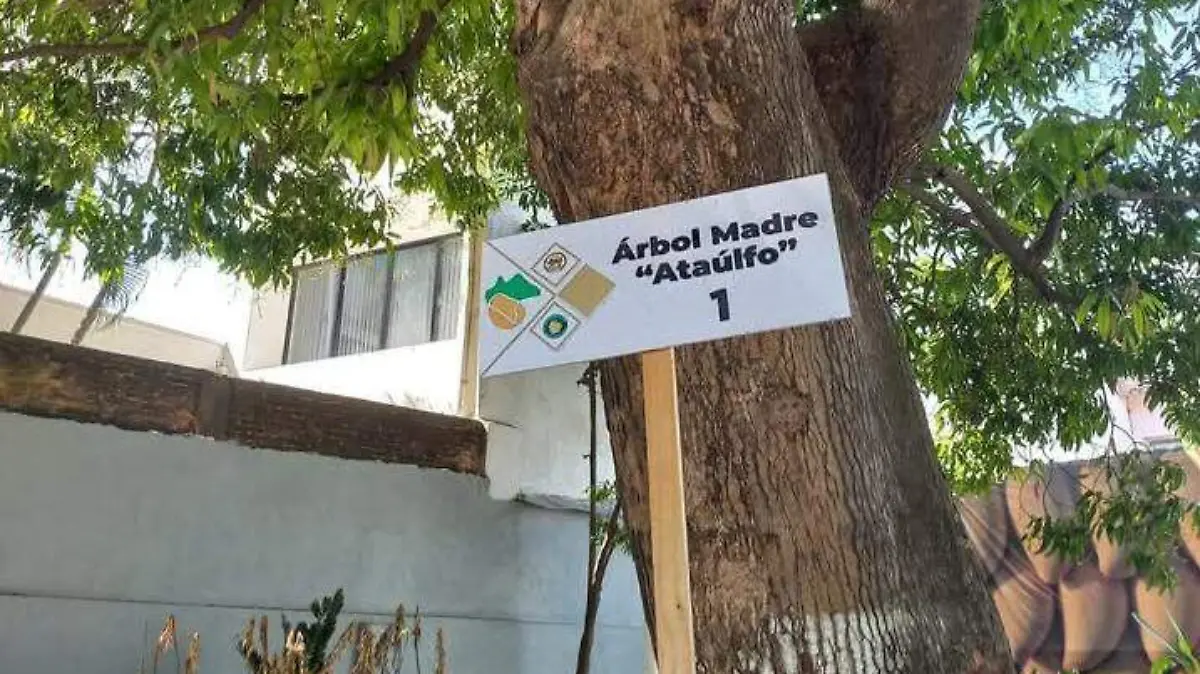 Árbol Madre
“Ataúlfo”
1